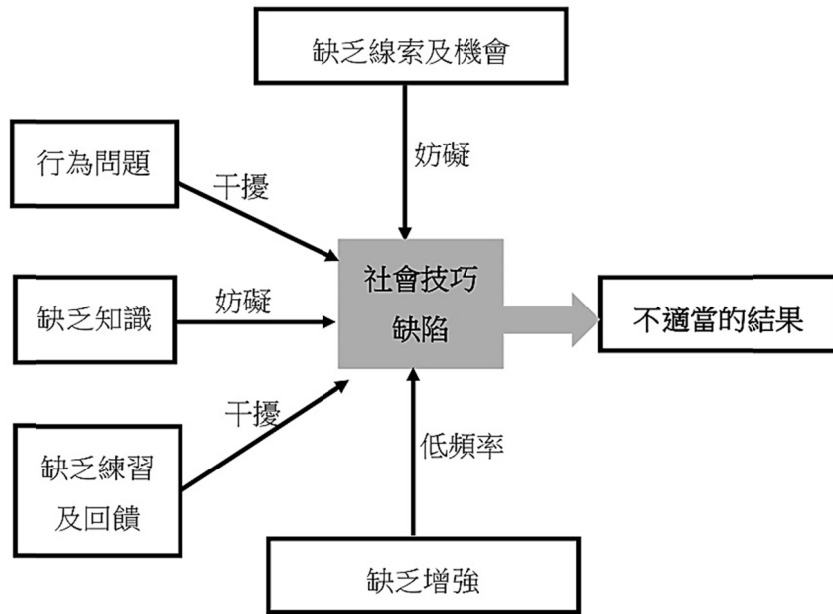 缺乏線索及機會
妨礙
行為問題
干擾
社會技巧
缺陷
缺乏知識
妨礙
不適當的結果
干擾
缺乏練習
及回饋
低頻率
缺乏增強